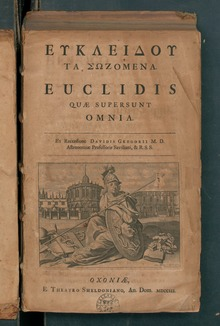 ΕΥΚΛΕΙΔΟΥ
ΤΑ ΣΩΖΟΜΕΝΑ.
EUCLIDIS
QUÆ SUPERSUNT
OMNIA.
Ex Recensione DAVIDIS GREGORII M. D.
Astronomiæ Professoris Saviliani, & R. S. S.
OXONIÆ,
E THEATRO SHELDONIANO, An. Dom. MDCCIII.